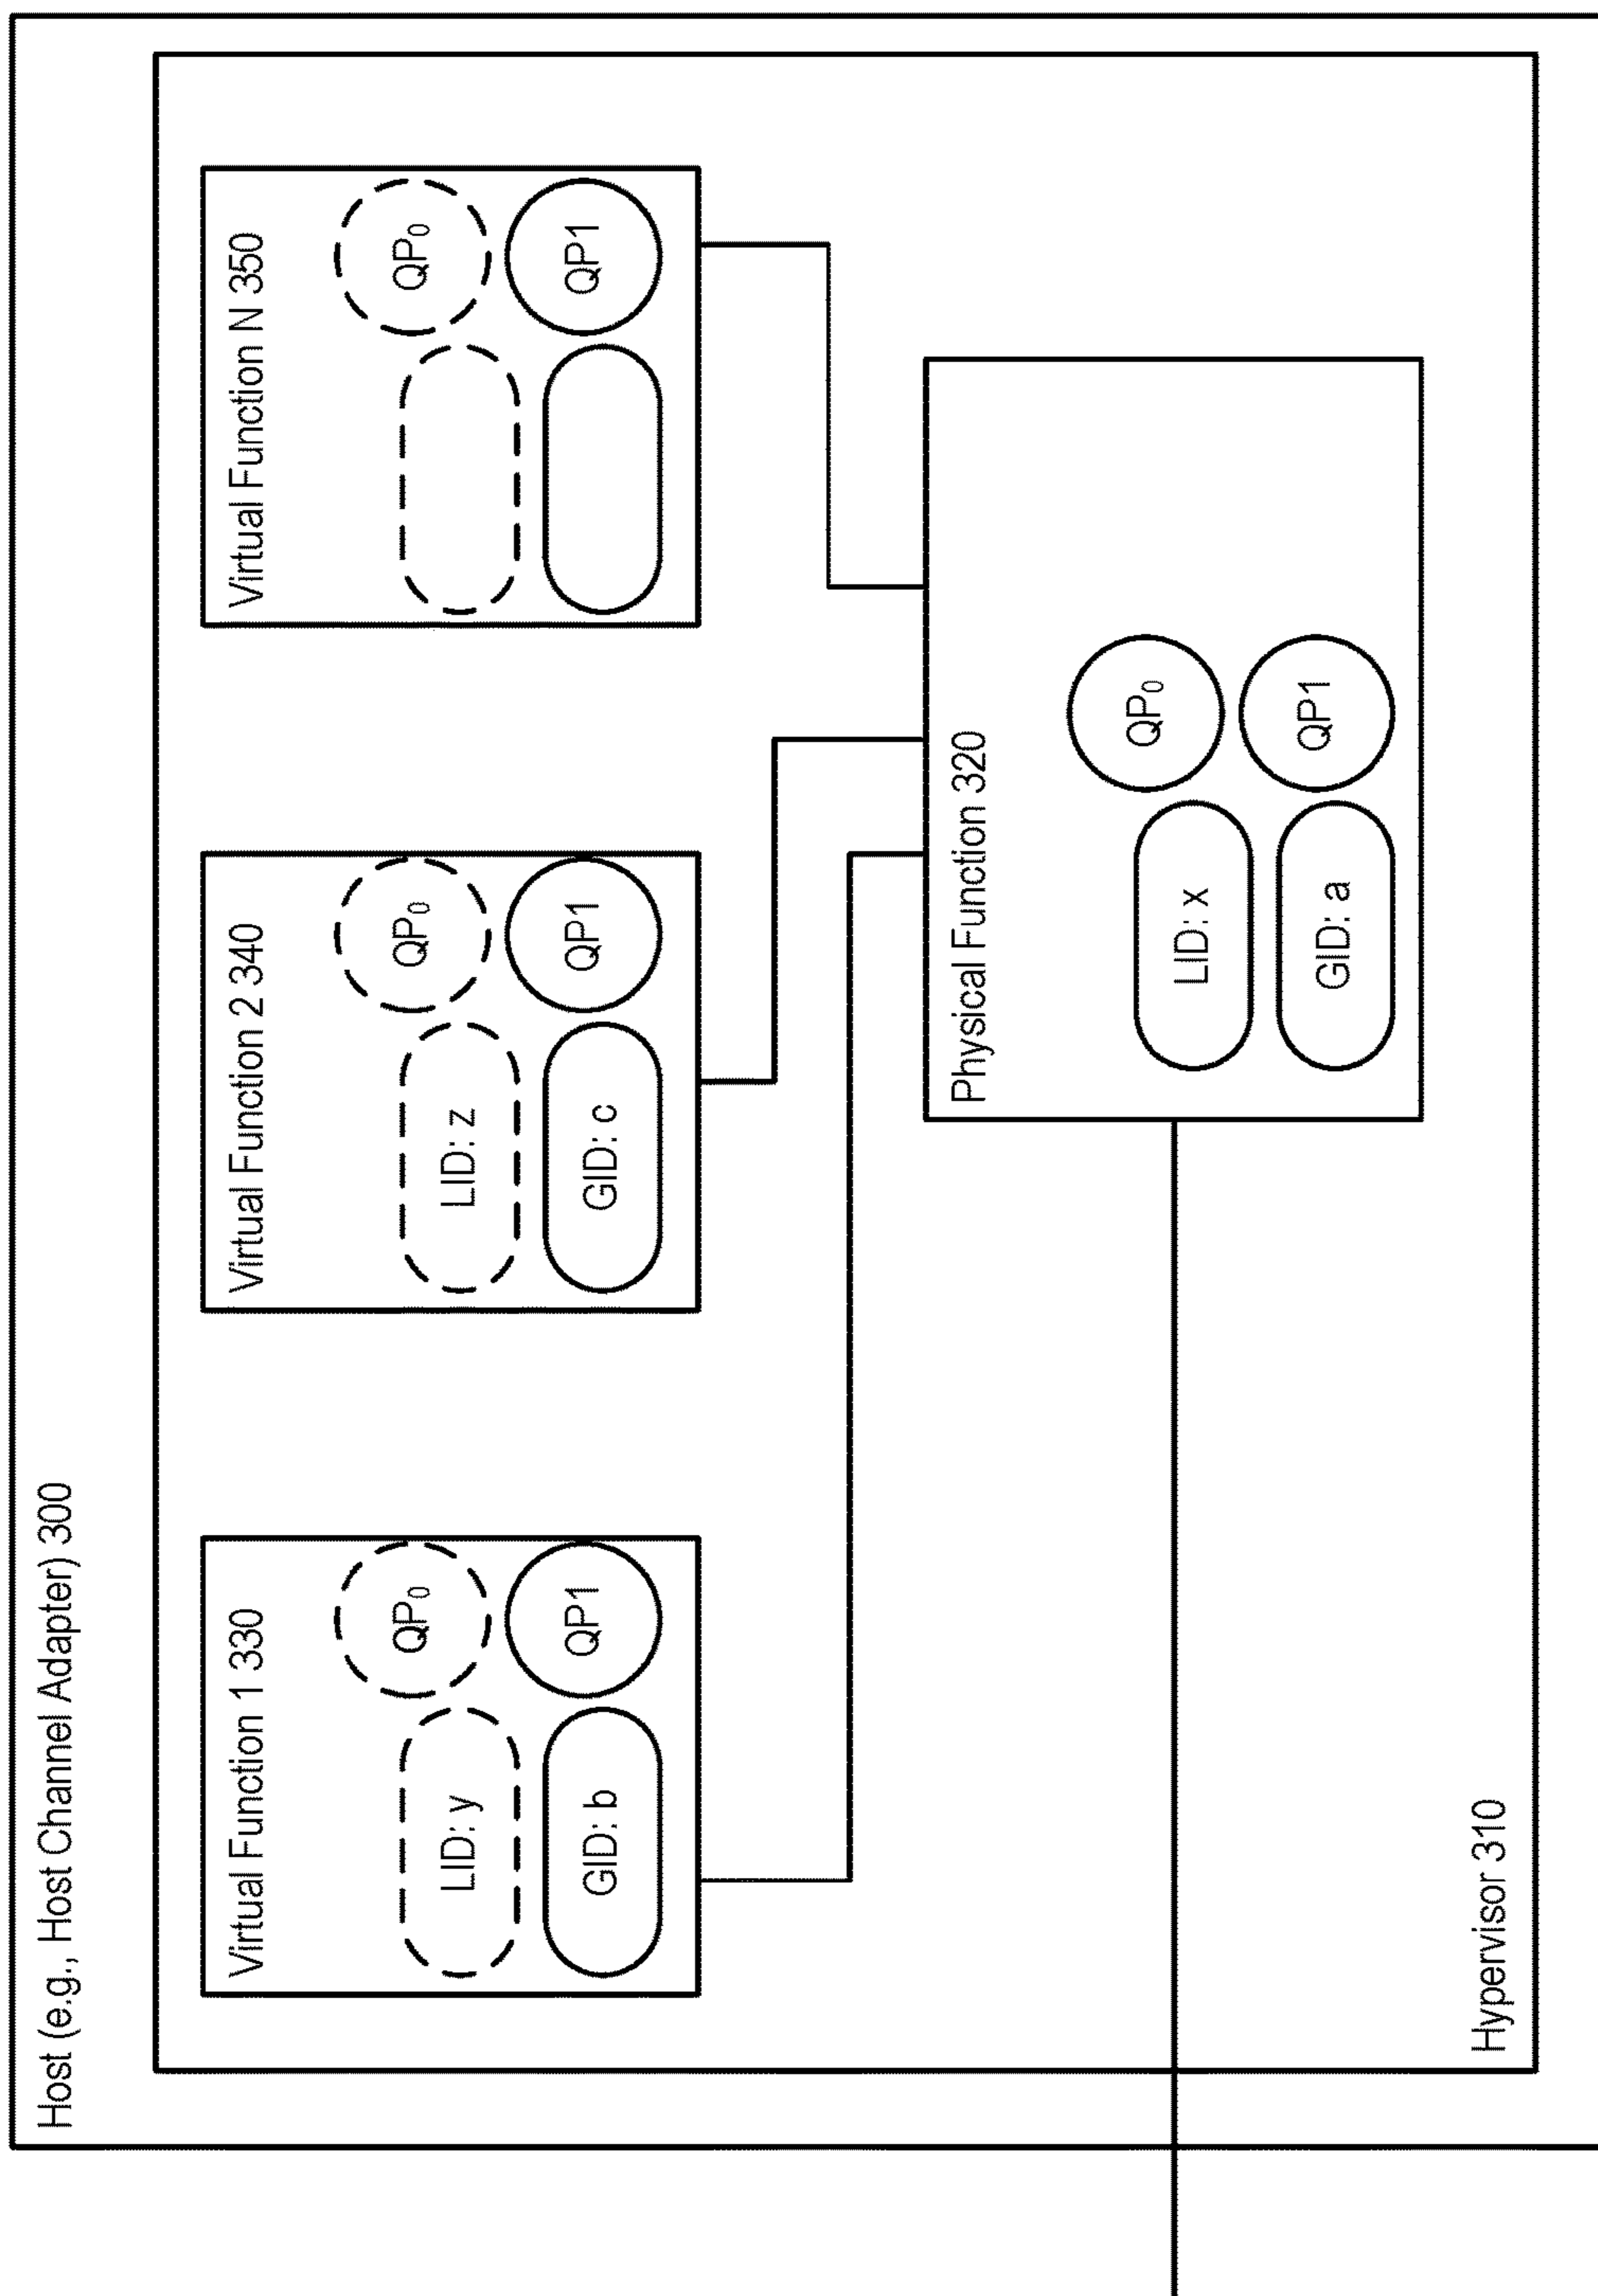 Host (e.g., Host Channel Adapter) 300
Virtual Function 1 330
QP0
LID: y
QP1
GID: b
Virtual Function 2 340
QP0
LID: z
QP1
GID: c
Virtual Function N 350
QP0
QP1
Physical Function 320
QP0
LID: x
QP1
GID: a
Hypervisor 310